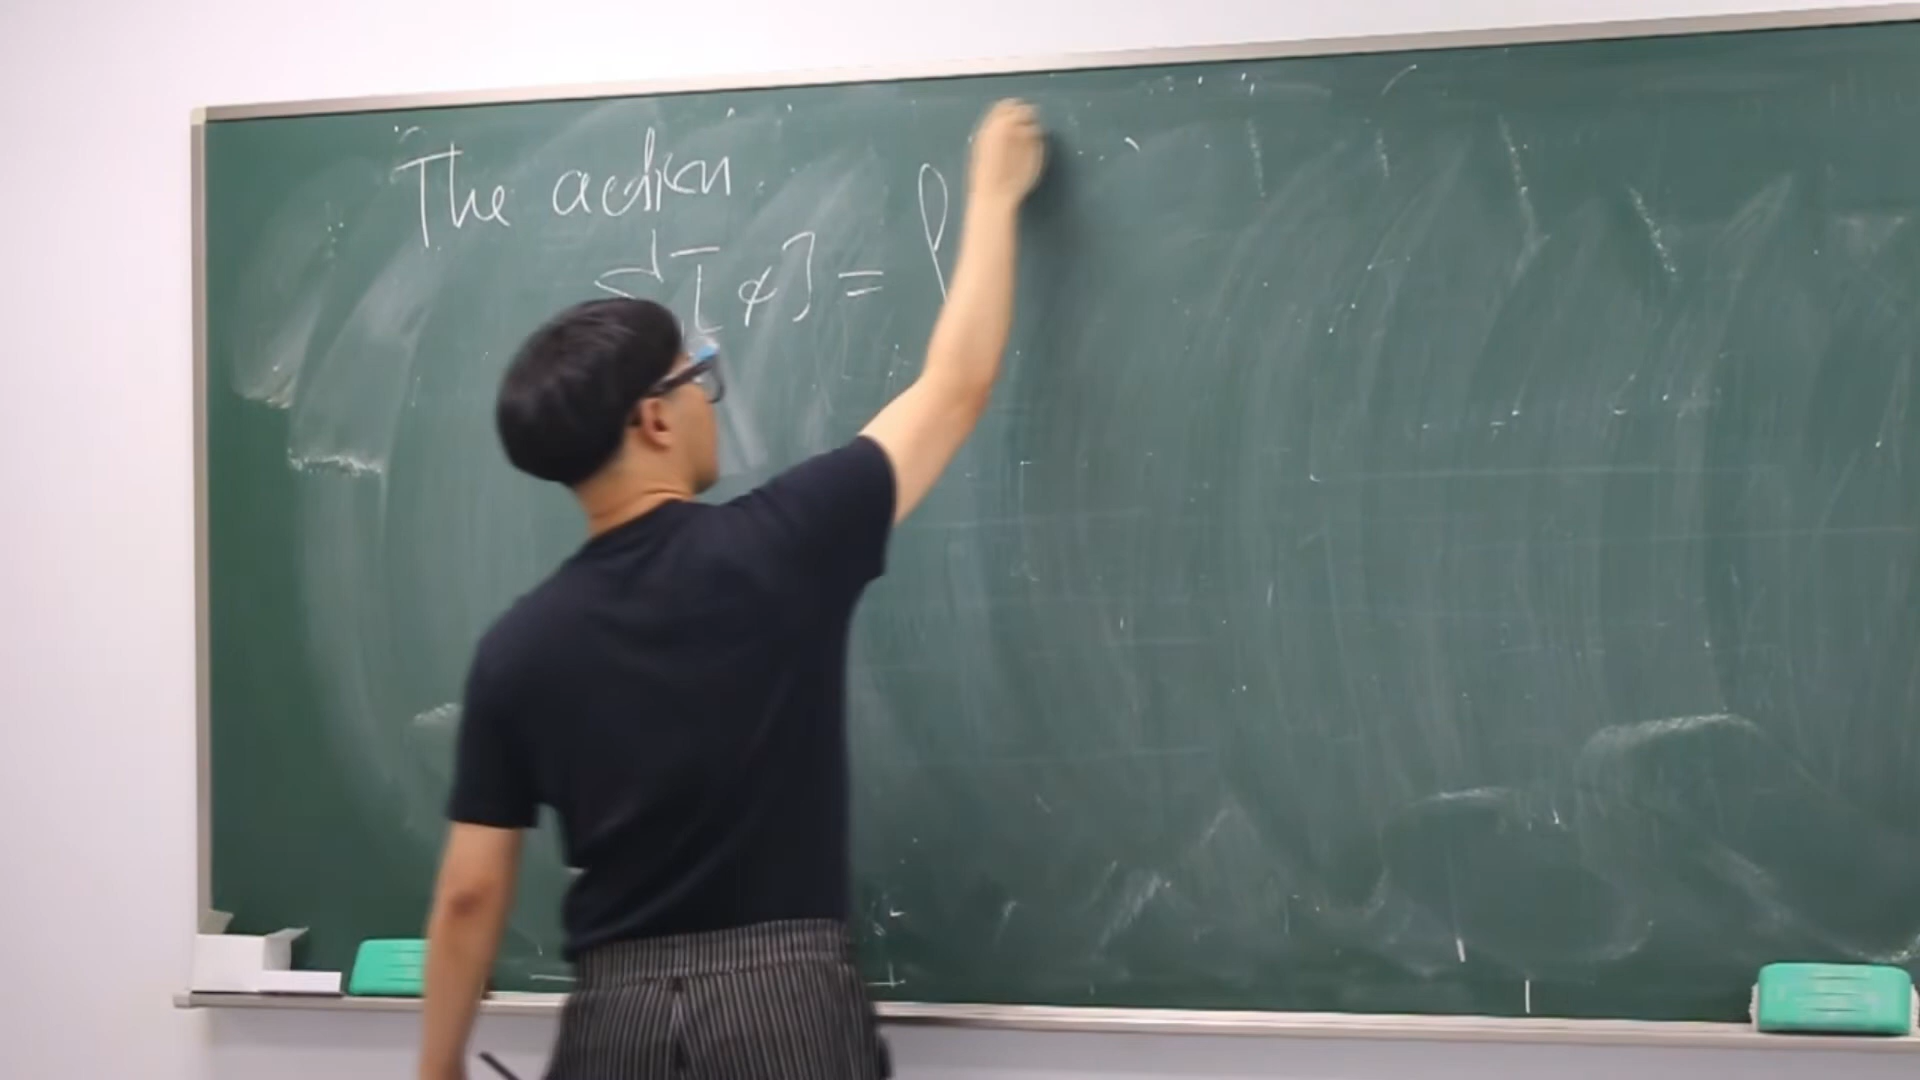 The action
S[φ] = ∫